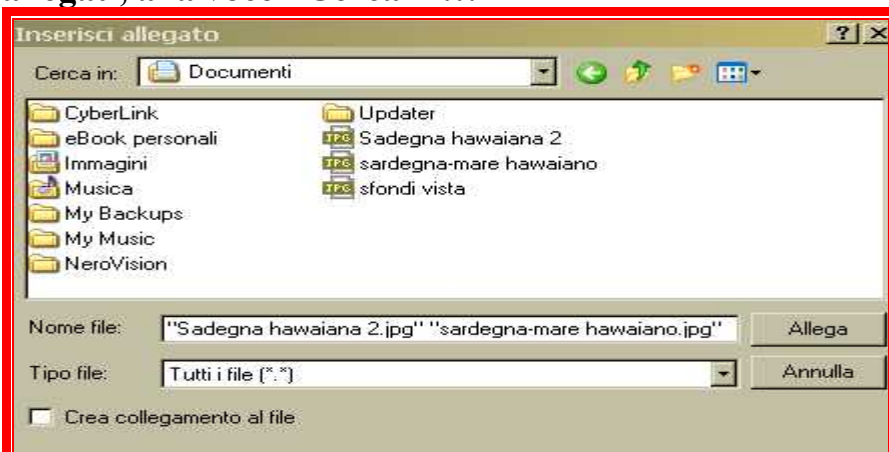 Inserisci allegato
Cerca in: Documenti
CyberLink
eBook personali
Immagini
Musica
My Backups
My Music
NeroVision
Updater
Sadegna hawaiana 2
sardegna-mare hawaiano
sfondi vista
Nome file: "Sadegna hawaiana 2.jpg" "sardegna-mare hawaiano.jpg" Allega
Tipo file: Tutti i file (*.*) Annulla
Crea collegamento al file